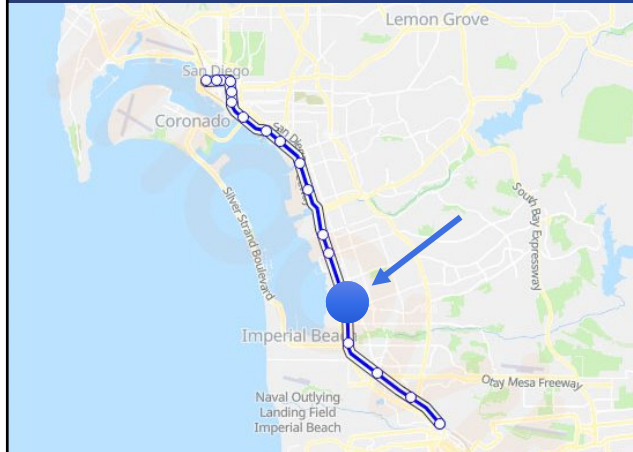 Lemon Grove
San Diego
Coronado
San Die
Silver Strand Boulevard
South Bay Expressway
Imperial Beach
Otay Mesa Freeway
Naval Outlying
Landing Field
Imperial Beach